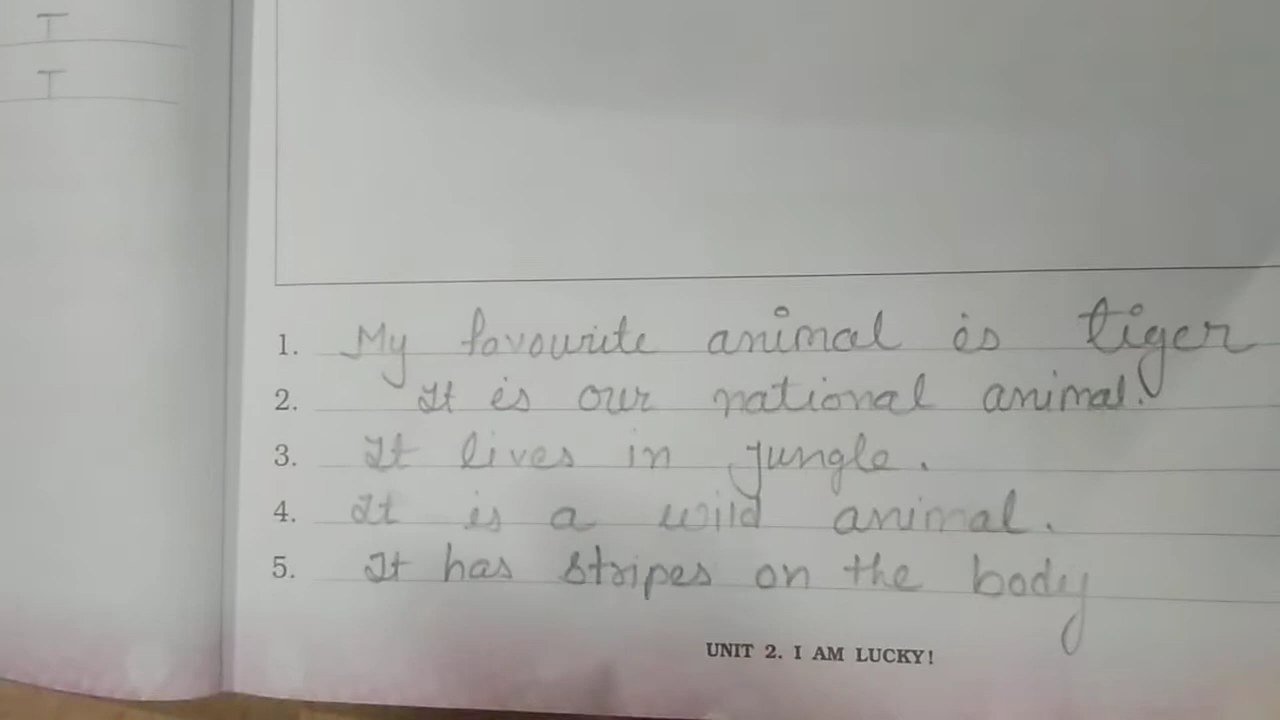 T
T
1. My favourite animal is tiger
2. It is our national animal.
3. It lives in jungle.
4. It is a wild animal.
5. It has stripes on the body
UNIT 2. I AM LUCKY!